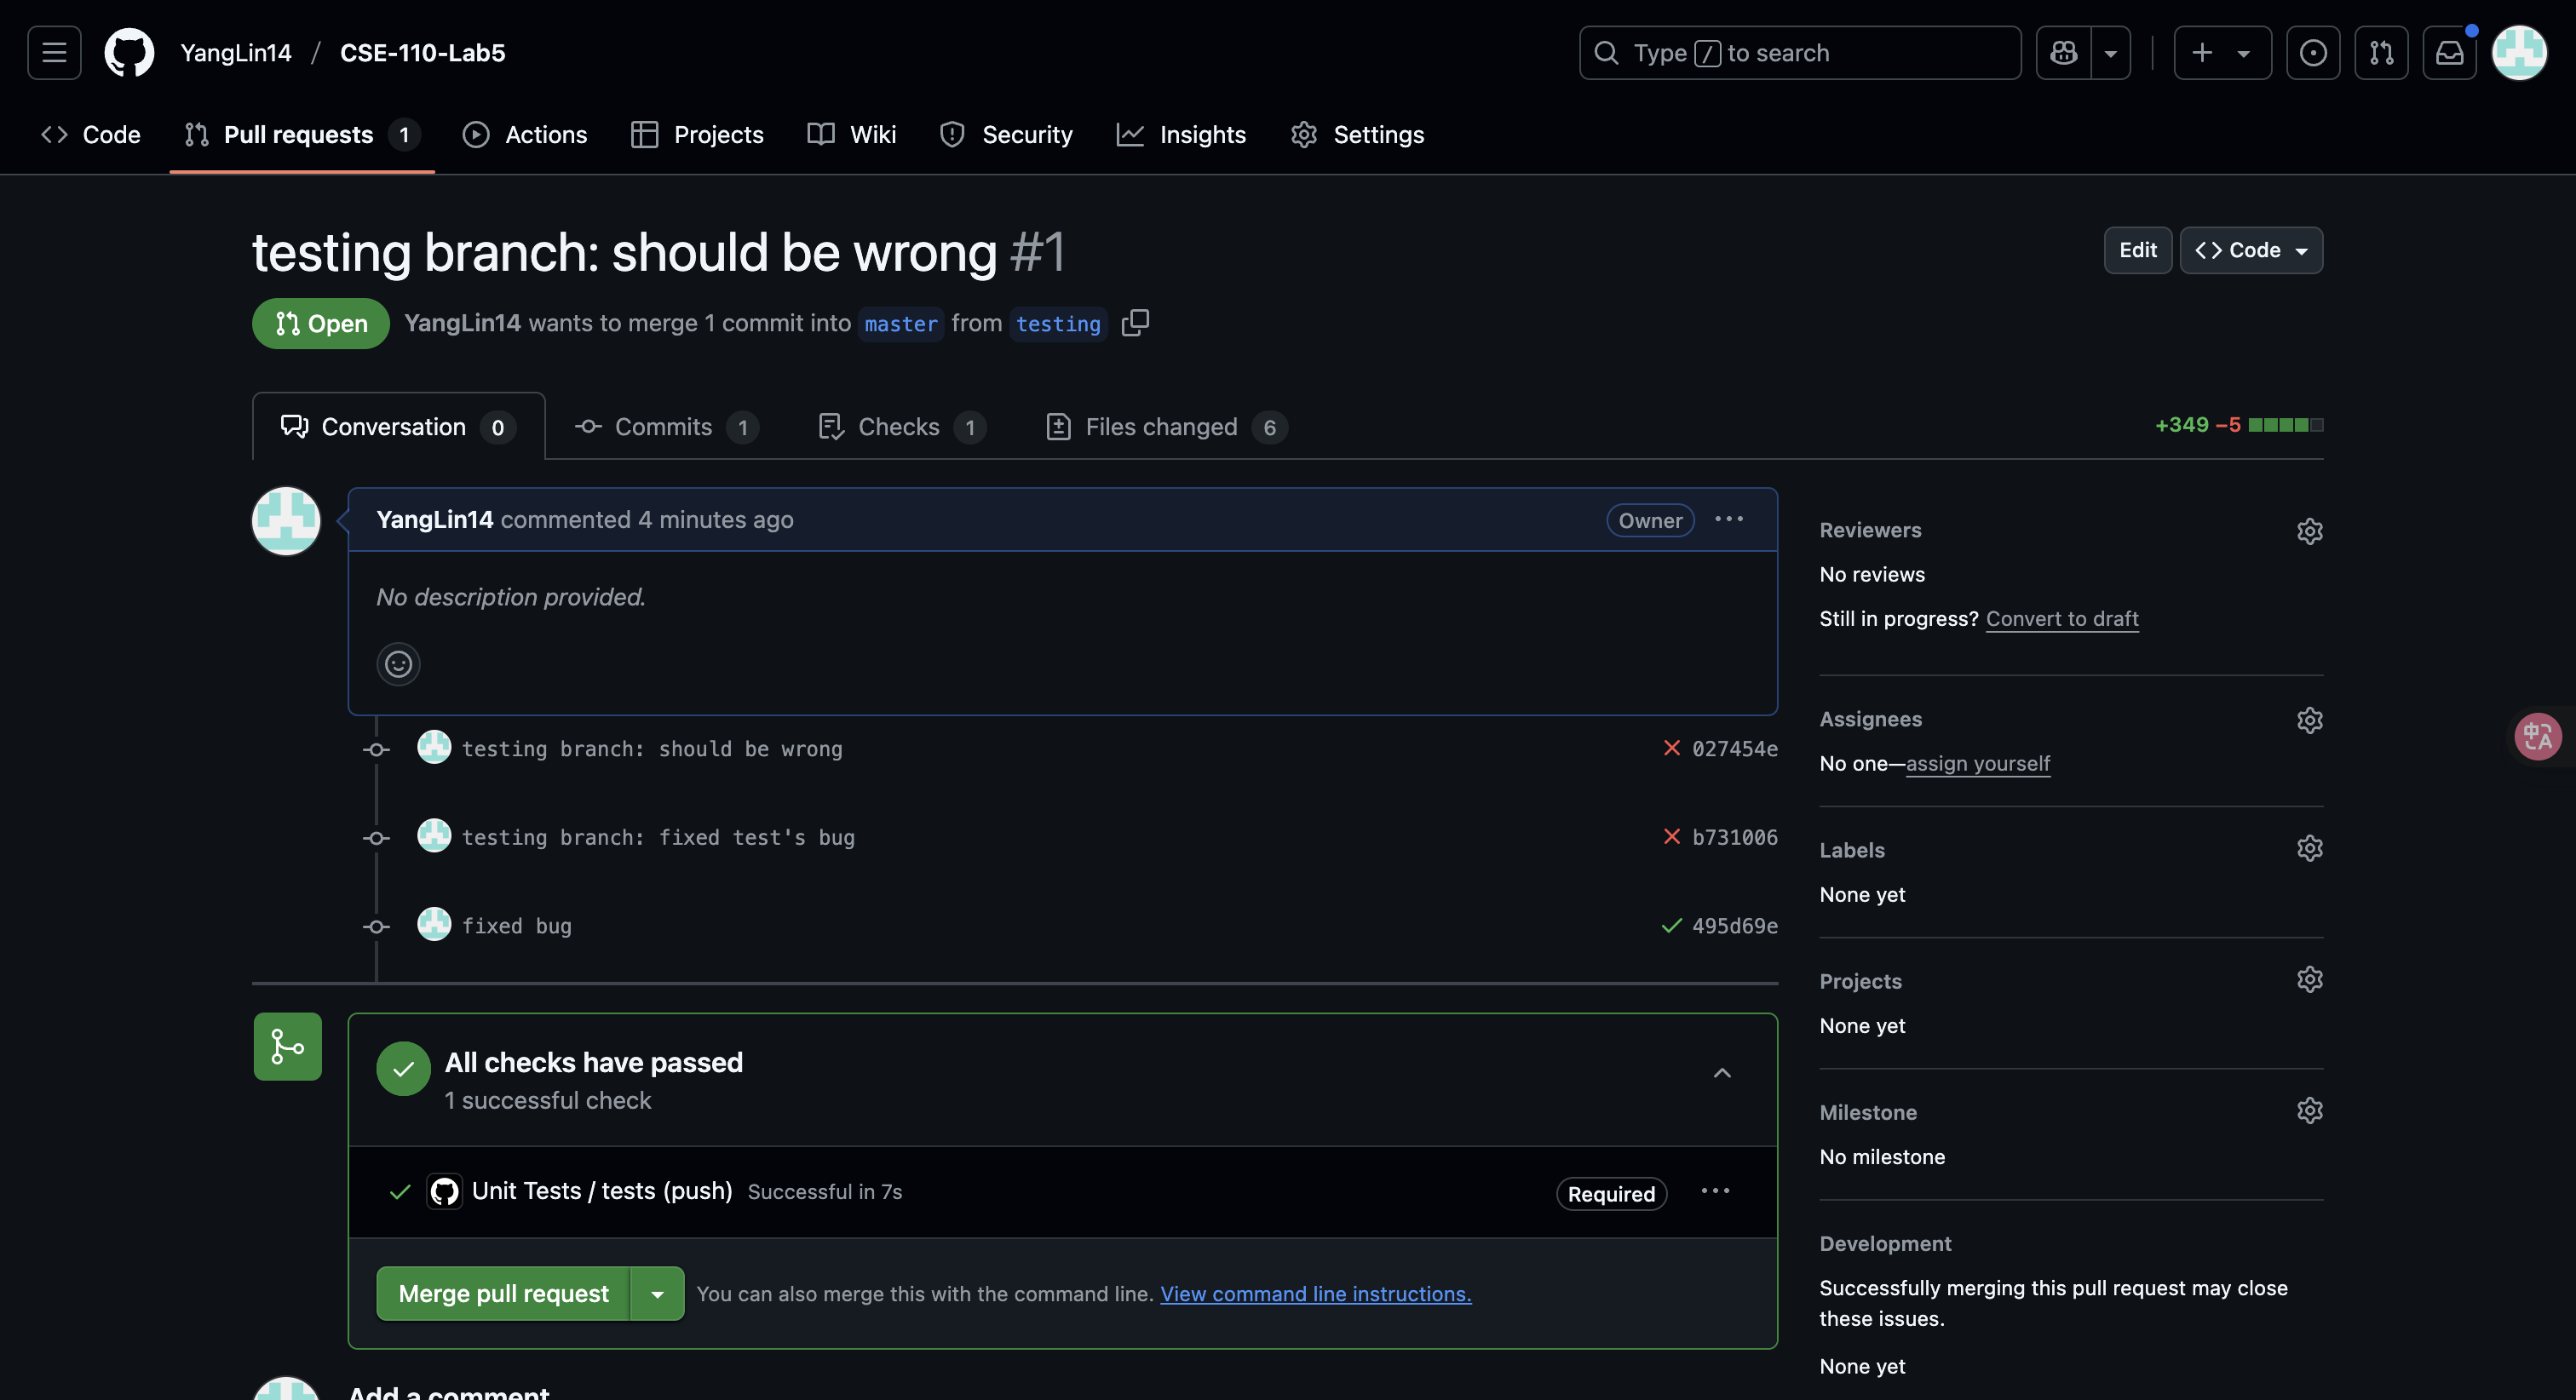 YangLin14 / CSE-110-Lab5
Type / to search
Code
Pull requests 1
Actions
Projects
Wiki
Security
Insights
Settings
testing branch: should be wrong #1
Edit
Code
Open
YangLin14 wants to merge 1 commit into master from testing
Conversation 0
Commits 1
Checks 1
Files changed 6
+349 −5
YangLin14 commented 4 minutes ago
Owner
No description provided.
testing branch: should be wrong
027454e
testing branch: fixed test's bug
b731006
fixed bug
495d69e
All checks have passed
1 successful check
Unit Tests / tests (push) Successful in 7s
Required
Merge pull request
You can also merge this with the command line. View command line instructions.
Add a comment
Reviewers
No reviews
Still in progress? Convert to draft
Assignees
No one—assign yourself
Labels
None yet
Projects
None yet
Milestone
No milestone
Development
Successfully merging this pull request may close
these issues.
None yet
中A